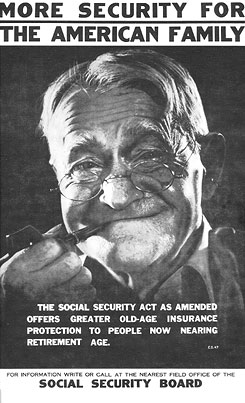 MORE SECURITY FOR
THE AMERICAN FAMILY
THE SOCIAL SECURITY ACT AS AMENDED
OFFERS GREATER OLD-AGE INSURANCE
PROTECTION TO PEOPLE NOW NEARING
RETIREMENT AGE.
FOR INFORMATION WRITE OR CALL AT THE NEAREST FIELD OFFICE OF THE
SOCIAL SECURITY BOARD